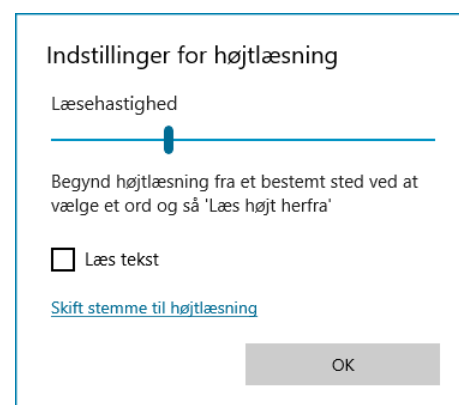 Indstillinger for højtlæsning
Læsehastighed
Begynd højtlæsning fra et bestemt sted ved at
vælge et ord og så 'Læs højt herfra'
Læs tekst
Skift stemme til højtlæsning
OK